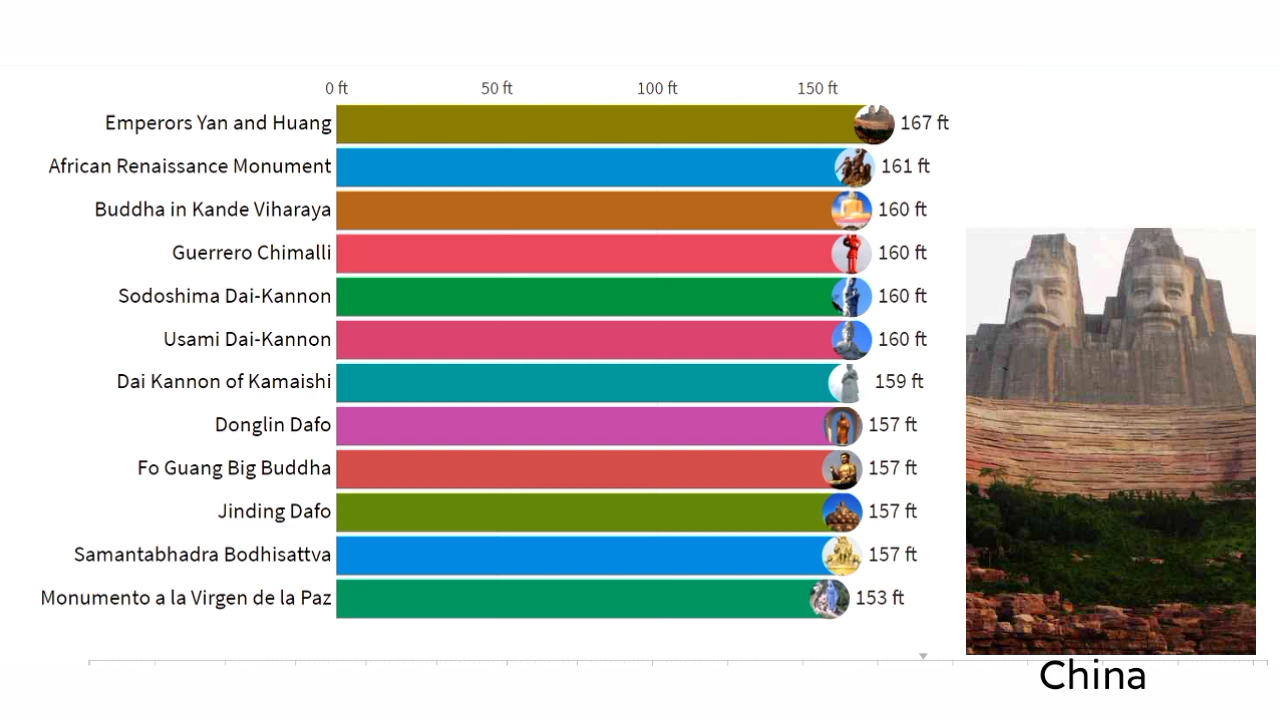 0 ft 50 ft 100 ft 150 ft
Emperors Yan and Huang 167 ft
African Renaissance Monument 161 ft
Buddha in Kande Viharaya 160 ft
Guerrero Chimalli 160 ft
Sodoshima Dai-Kannon 160 ft
Usami Dai-Kannon 160 ft
Dai Kannon of Kamaishi 159 ft
Donglin Dafo 157 ft
Fo Guang Big Buddha 157 ft
Jinding Dafo 157 ft
Samantabhadra Bodhisattva 157 ft
Monumento a la Virgen de la Paz 153 ft
China